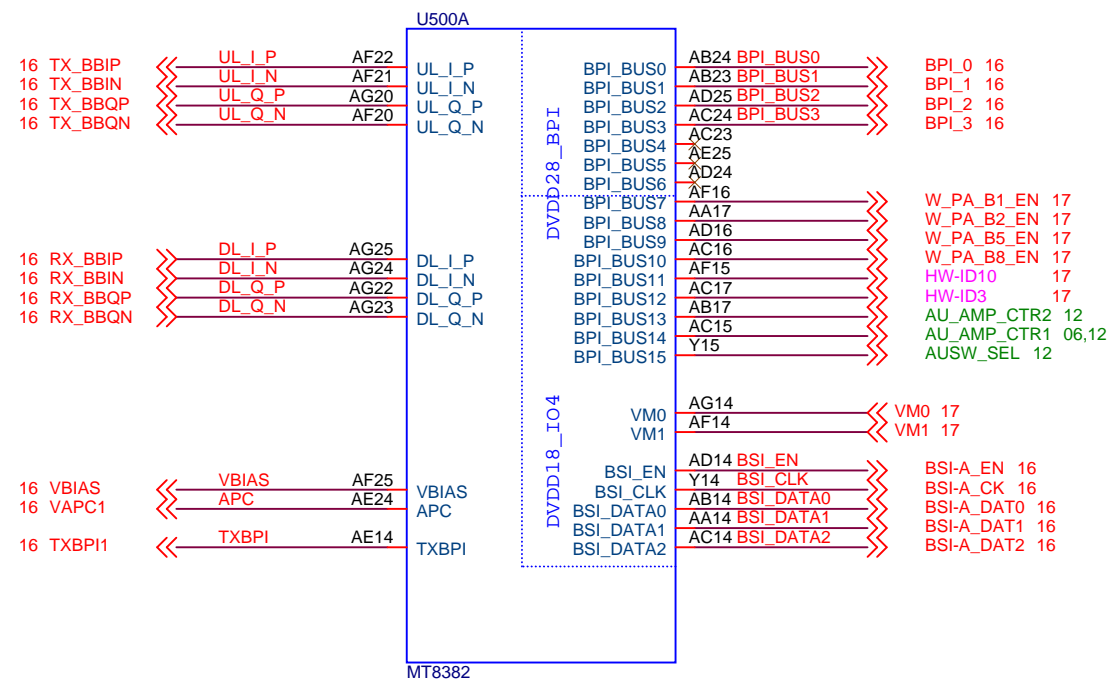 U500A
16 TX_BBIP UL_I_P AF22 UL_I_P
16 TX_BBIN UL_I_N AF21 UL_I_N
16 TX_BBQP UL_Q_P AG20 UL_Q_P
16 TX_BBQN UL_Q_N AF20 UL_Q_N
16 RX_BBIP DL_I_P AG25 DL_I_P
16 RX_BBIN DL_I_N AG24 DL_I_N
16 RX_BBQP DL_Q_P AG22 DL_Q_P
16 RX_BBQN DL_Q_N AG23 DL_Q_N
16 VBIAS VBIAS AF25 VBIAS
16 VAPC1 APC AE24 APC
16 TXBPI1 TXBPI AE14 TXBPI
DVDD28_BPI
DVDD18_IO4
BPI_BUS0 AB24 BPI_BUS0 BPI_0 16
BPI_BUS1 AB23 BPI_BUS1 BPI_1 16
BPI_BUS2 AD25 BPI_BUS2 BPI_2 16
BPI_BUS3 AC24 BPI_BUS3 BPI_3 16
BPI_BUS4 AC23
BPI_BUS5 AE25
BPI_BUS6 AD24
BPI_BUS7 AF16 W_PA_B1_EN 17
BPI_BUS8 AA17 W_PA_B2_EN 17
BPI_BUS9 AD16 W_PA_B5_EN 17
BPI_BUS10 AC16 W_PA_B8_EN 17
BPI_BUS11 AF15 HW-ID10 17
BPI_BUS12 AC17 HW-ID3 17
BPI_BUS13 AB17 AU_AMP_CTR2 12
BPI_BUS14 AC15 AU_AMP_CTR1 06,12
BPI_BUS15 Y15 AUSW_SEL 12
VM0 AG14 VM0 17
VM1 AF14 VM1 17
BSI_EN AD14 BSI_EN BSI-A_EN 16
BSI_CLK Y14 BSI_CLK BSI-A_CK 16
BSI_DATA0 AB14 BSI_DATA0 BSI-A_DAT0 16
BSI_DATA1 AA14 BSI_DATA1 BSI-A_DAT1 16
BSI_DATA2 AC14 BSI_DATA2 BSI-A_DAT2 16
MT8382